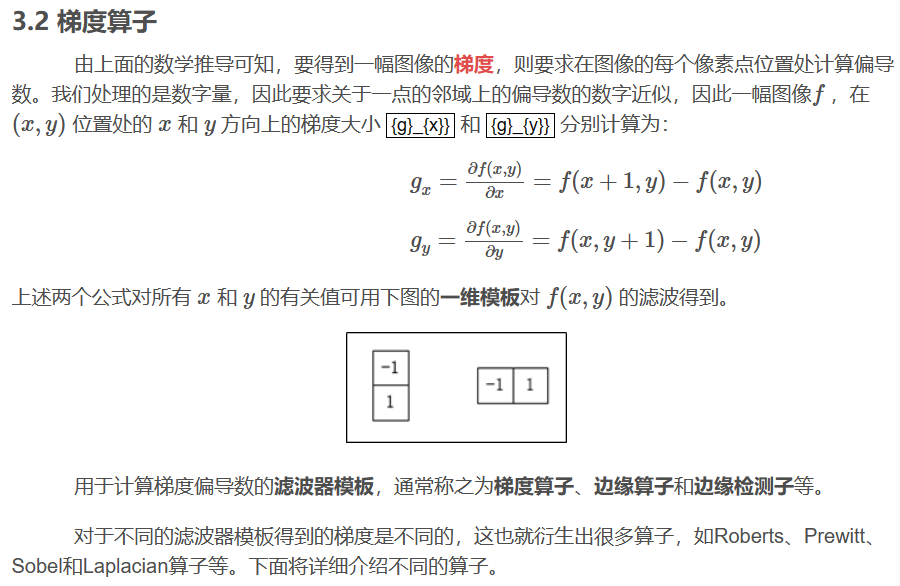 3.2 梯度算子
由上面的数学推导可知，要得到一幅图像的梯度，则要求在图像的每个像素点位置处计算偏导
数。我们处理的是数字量，因此要求关于一点的邻域上的偏导数的数字近似，因此一幅图像f ，在
(x, y) 位置处的 x 和 y 方向上的梯度大小 {g}_{x}} 和 {g}_{y}} 分别计算为：
g_x = ∂f(x,y)/∂x = f(x + 1, y) − f(x, y)
g_y = ∂f(x,y)/∂y = f(x, y + 1) − f(x, y)
上述两个公式对所有 x 和 y 的有关值可用下图的一维模板对 f(x, y) 的滤波得到。
−1
1
−1 1
用于计算梯度偏导数的滤波器模板，通常称之为梯度算子、边缘算子和边缘检测子等。
对于不同的滤波器模板得到的梯度是不同的，这也就衍生出很多算子，如Roberts、Prewitt、
Sobel和Laplacian算子等。下面将详细介绍不同的算子。